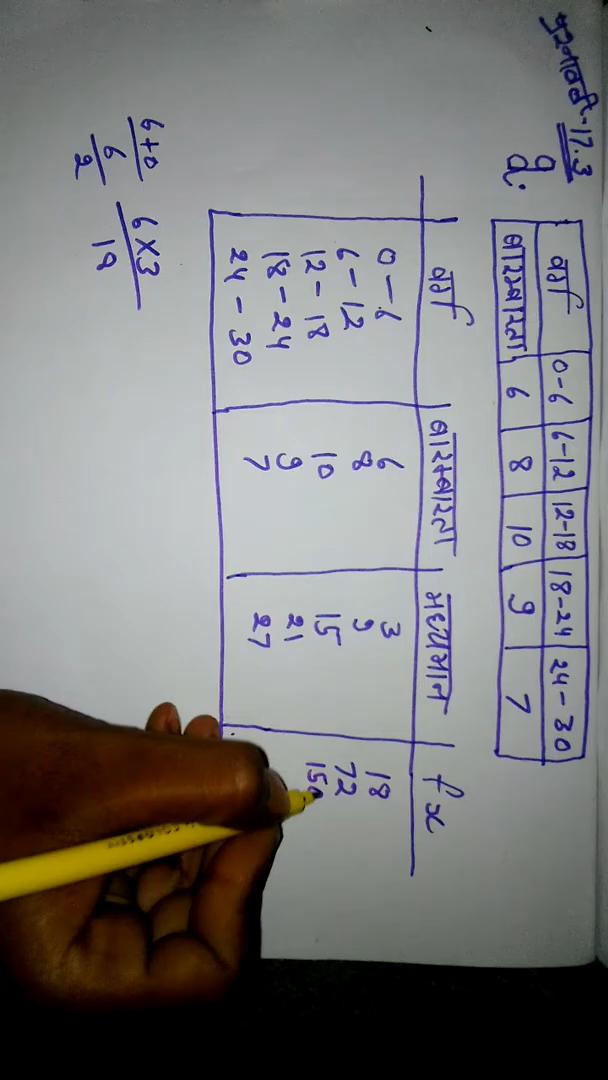 प्रश्नावली - 17.3
Q 2.
वर्ग 0-6 6-12 12-18 18-24 24-30
बारम्बारता 6 8 10 9 7
वर्ग बारम्बारता मध्यमान fx
0-6 6 3 18
6-12 8 9 72
12-18 10 15 150
18-24 9 21
24-30 7 27
6+0
6
2
6×3
18